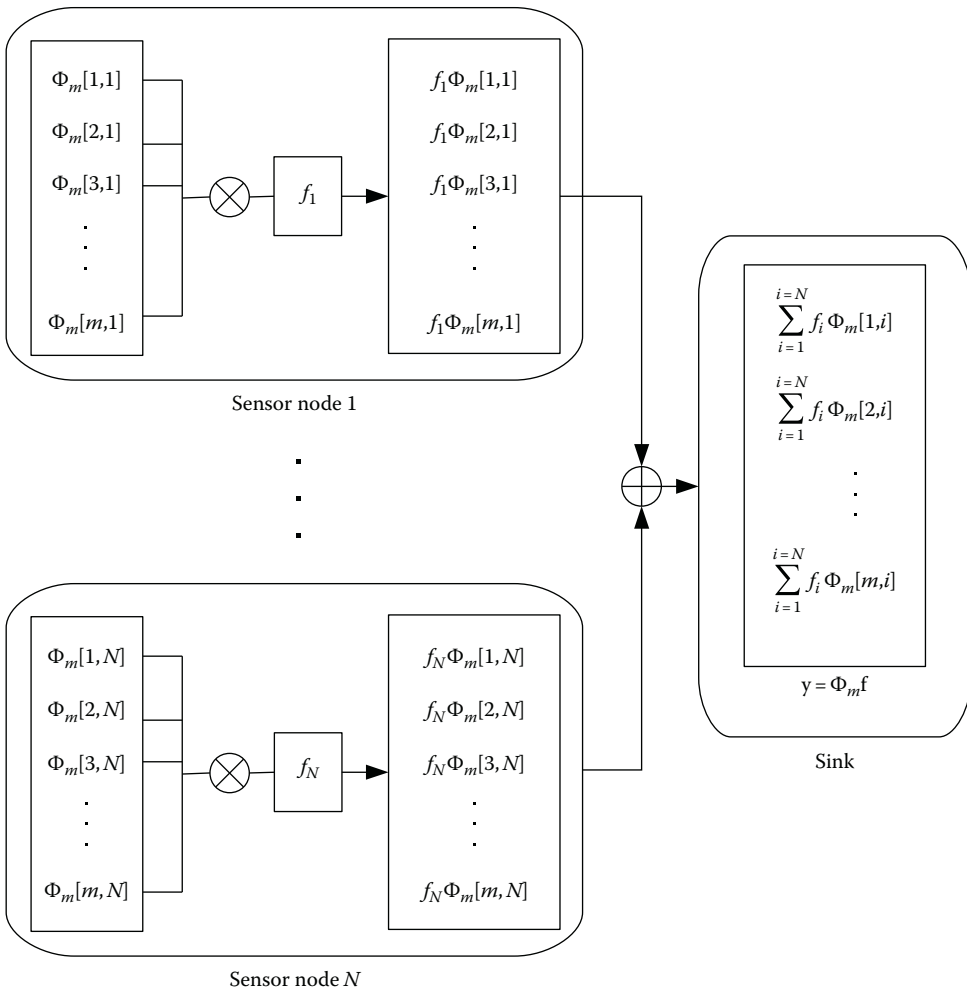 Φm[1,1]
Φm[2,1]
Φm[3,1]
.
.
.
Φm[m,1]
f1
f1Φm[1,1]
f1Φm[2,1]
f1Φm[3,1]
.
.
.
f1Φm[m,1]
Sensor node 1
.
.
.
Φm[1,N]
Φm[2,N]
Φm[3,N]
.
.
.
Φm[m,N]
fN
fNΦm[1,N]
fNΦm[2,N]
fNΦm[3,N]
.
.
.
fNΦm[m,N]
Sensor node N
i=N
∑ fi Φm[1,i]
i=1
i=N
∑ fi Φm[2,i]
i=1
.
.
.
i=N
∑ fi Φm[m,i]
i=1
y = Φmf
Sink